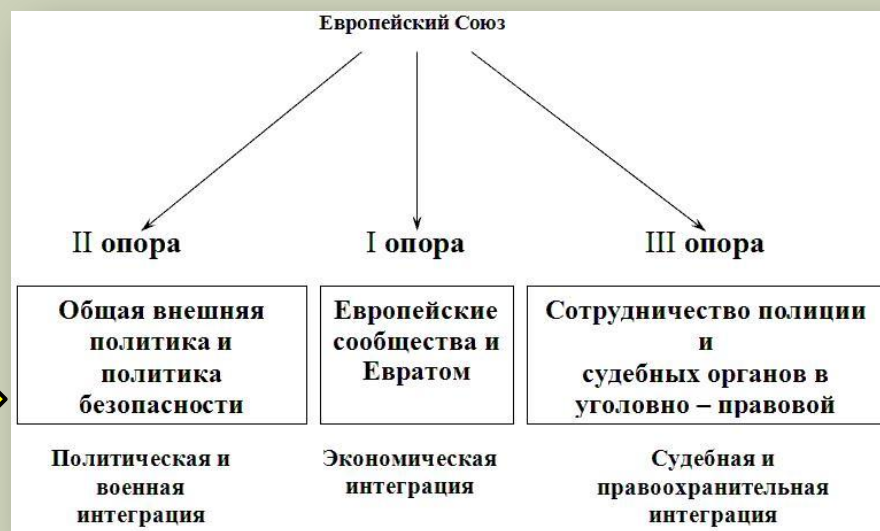 Европейский Союз
II опора
I опора
III опора
Общая внешняя
политика и
политика
безопасности
Европейские
сообщества и
Евратом
Сотрудничество полиции
и
судебных органов в
уголовно – правовой
Политическая и
военная
интеграция
Экономическая
интеграция
Судебная и
правоохранительная
интеграция